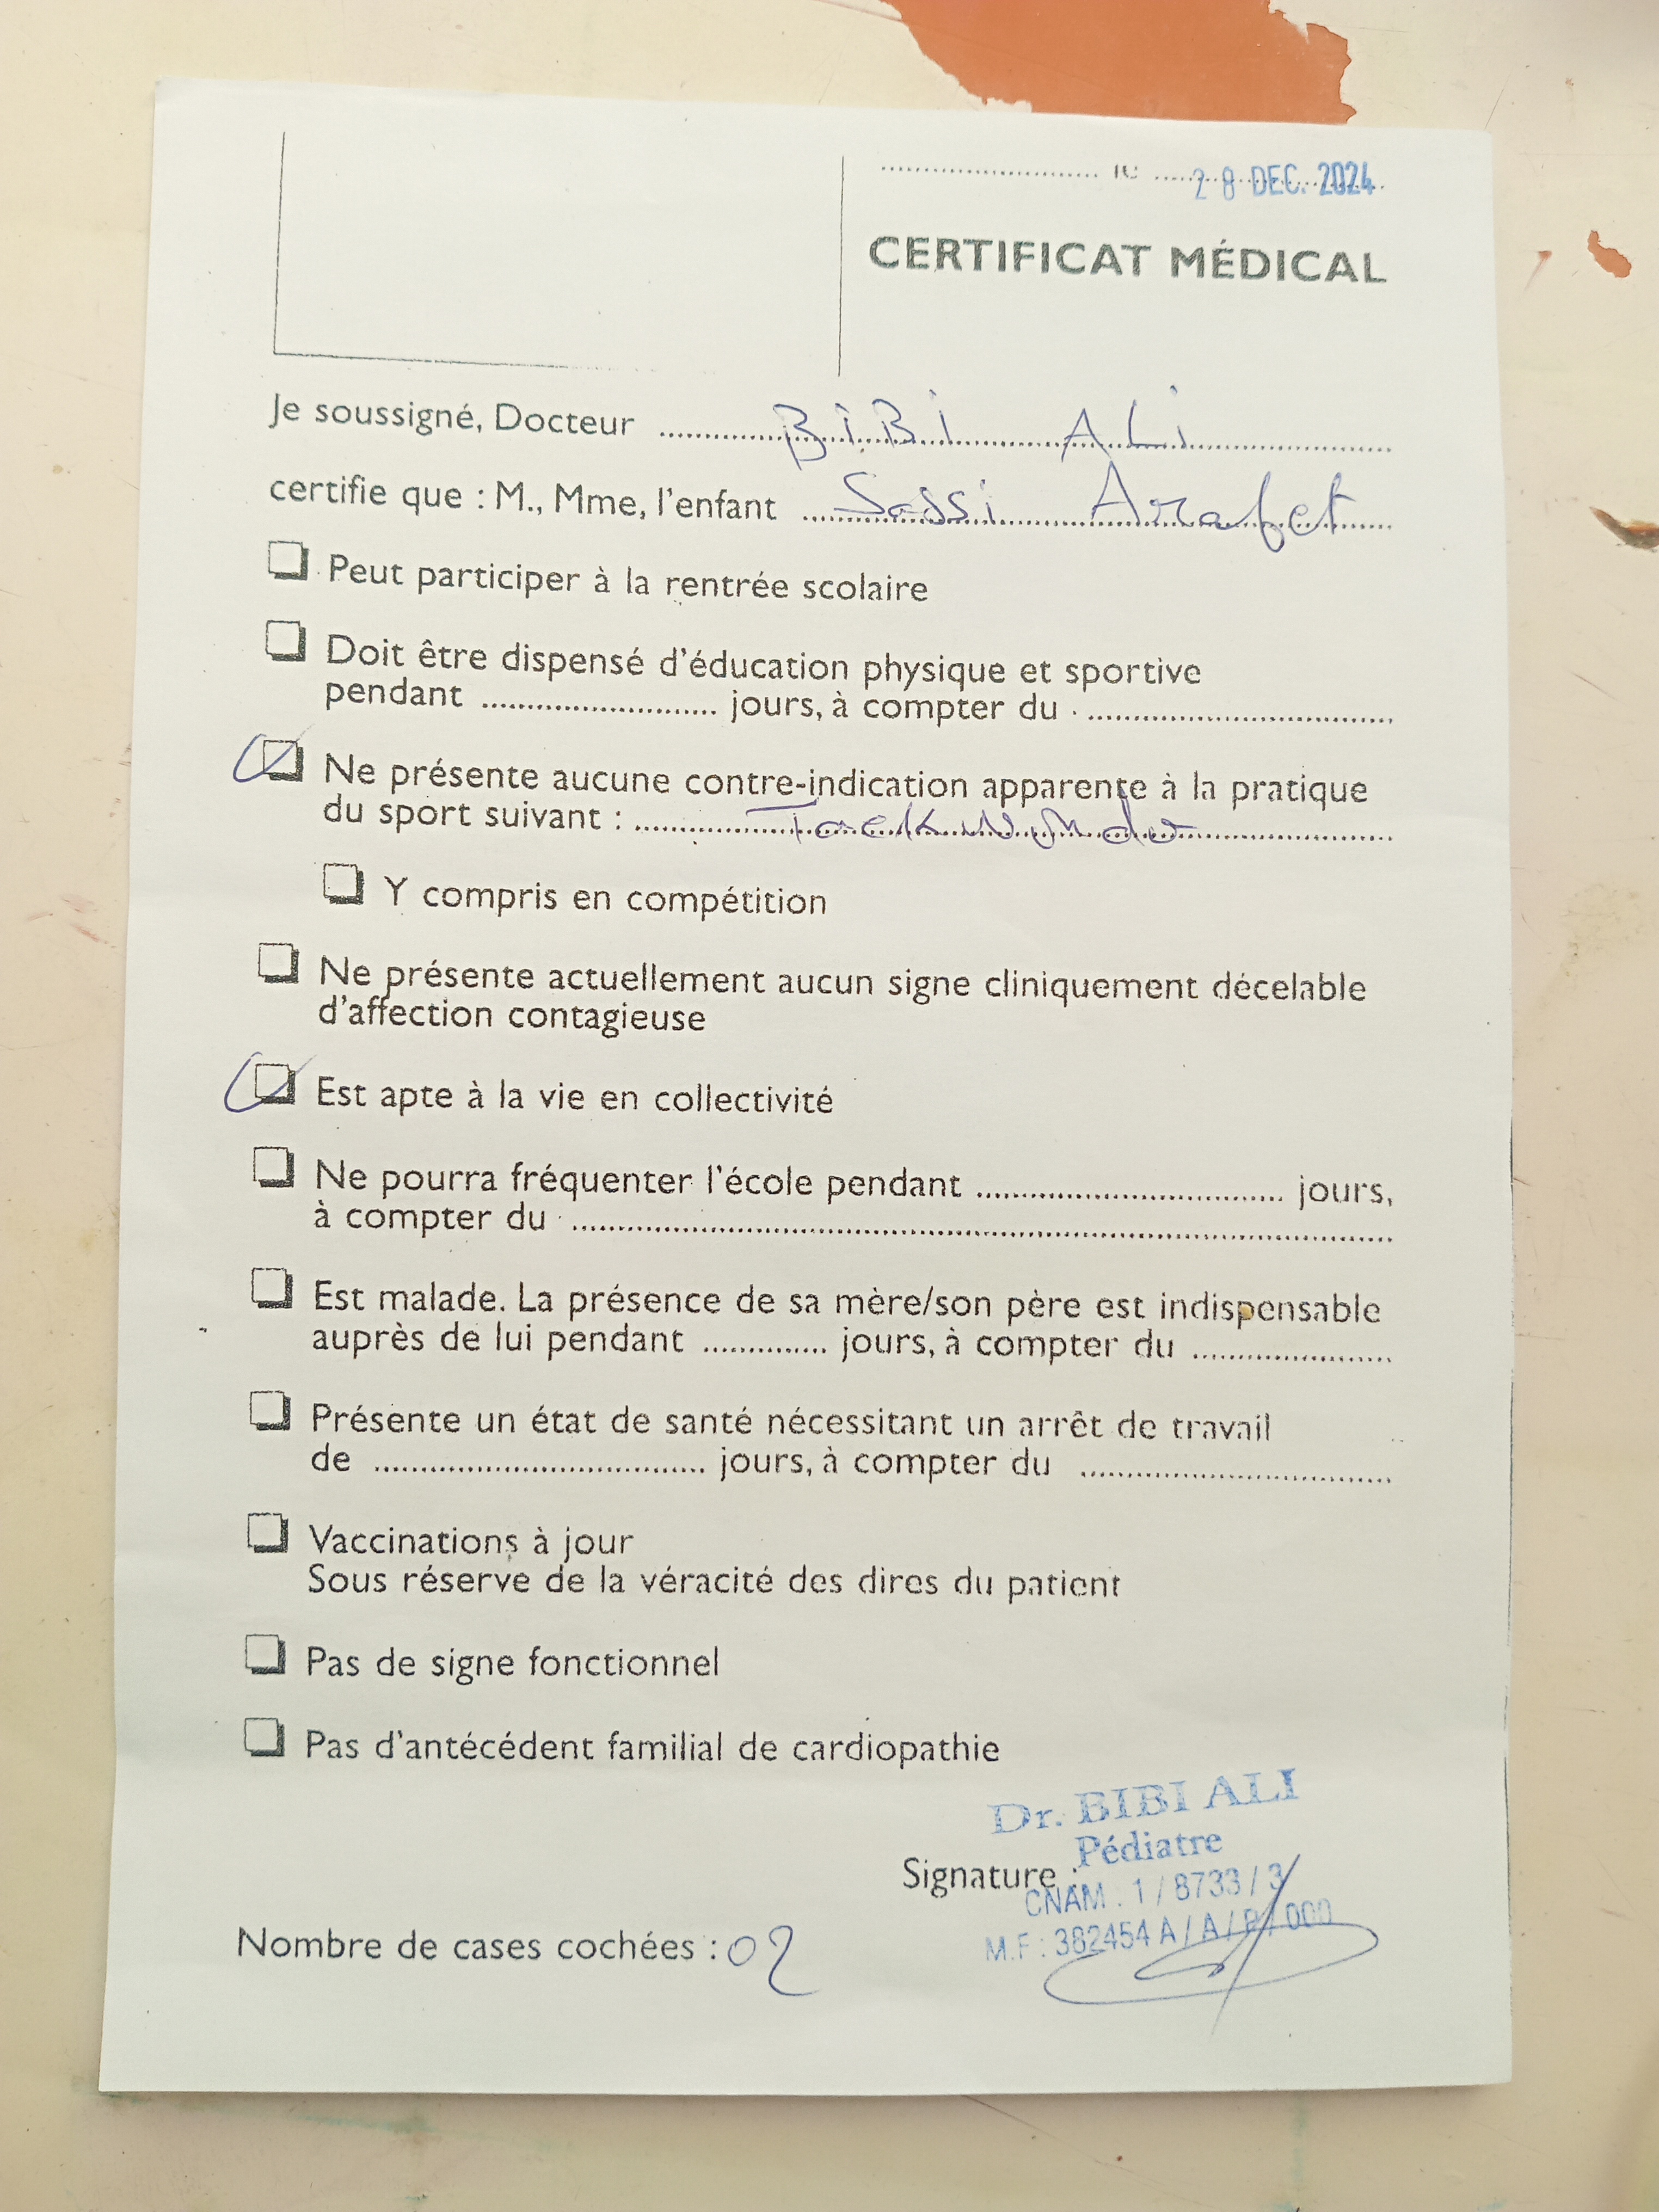 le 28 DEC. 2024
CERTIFICAT MÉDICAL
Je soussigné, Docteur BiBi ALi
certifie que : M., Mme, l'enfant Sassi Arafet
Peut participer à la rentrée scolaire
Doit être dispensé d'éducation physique et sportive
pendant jours, à compter du
Ne présente aucune contre-indication apparente à la pratique
du sport suivant :
Y compris en compétition
Ne présente actuellement aucun signe cliniquement décelable
d'affection contagieuse
Est apte à la vie en collectivité
Ne pourra fréquenter l'école pendant jours,
à compter du
Est malade. La présence de sa mère/son père est indispensable
auprès de lui pendant jours, à compter du
Présente un état de santé nécessitant un arrêt de travail
de jours, à compter du
Vaccinations à jour
Sous réserve de la véracité des dires du patient
Pas de signe fonctionnel
Pas d'antécédent familial de cardiopathie
Dr. BIBI ALI
Pédiatre
Signature :
CNAM . 1 / 8733 / 3
M.F : 382454 A / A / P / 000
Nombre de cases cochées : 02